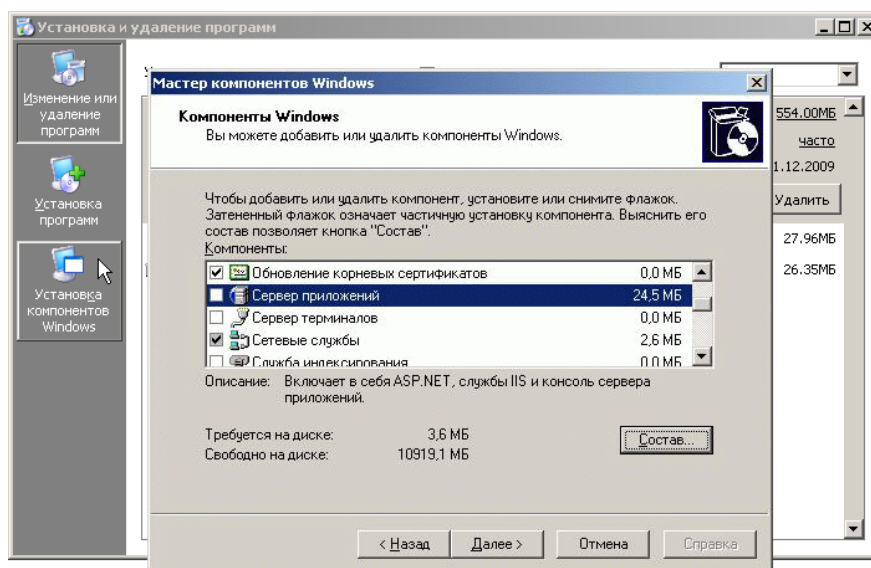 Установка и удаление программ
Изменение или
удаление
программ
Установка
программ
Установка
компонентов
Windows
554.00МБ
часто
1.12.2009
Удалить
27.96МБ
26.35МБ
Мастер компонентов Windows
Компоненты Windows
Вы можете добавить или удалить компоненты Windows.
Чтобы добавить или удалить компонент, установите или снимите флажок.
Затененный флажок означает частичную установку компонента. Выяснить его
состав позволяет кнопка "Состав".
Компоненты:
Обновление корневых сертификатов 0,0 МБ
Сервер приложений 24,5 МБ
Сервер терминалов 0,0 МБ
Сетевые службы 2,6 МБ
Служба индексирования 0,0 МБ
Описание: Включает в себя ASP.NET, службы IIS и консоль сервера
приложений.
Требуется на диске: 3,6 МБ
Свободно на диске: 10919,1 МБ
Состав...
< Назад Далее > Отмена Справка